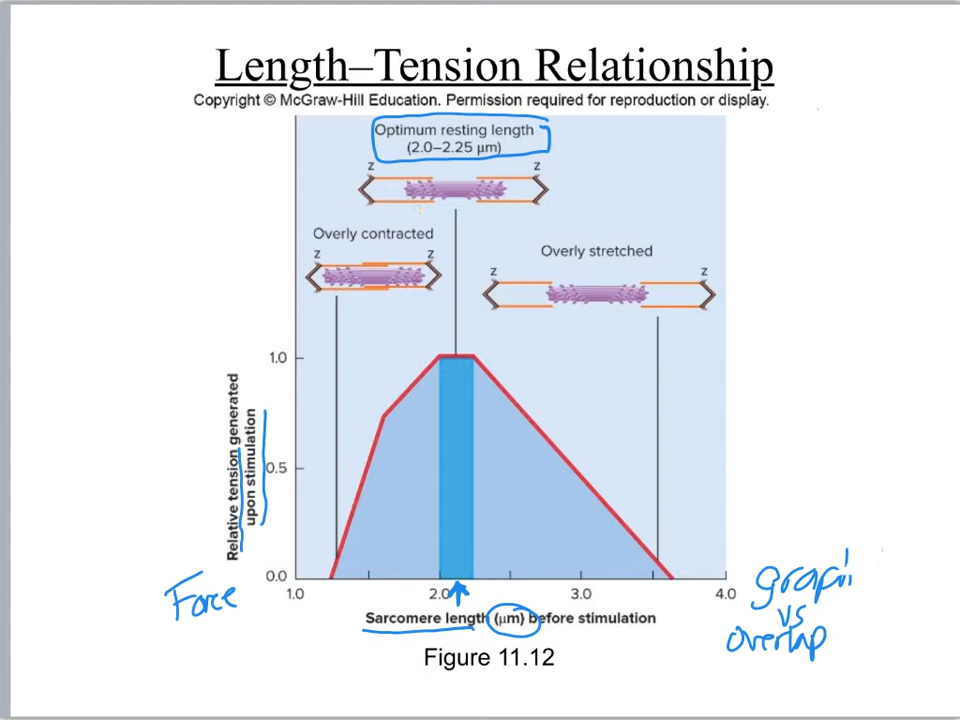 Length–Tension Relationship
Copyright © McGraw-Hill Education. Permission required for reproduction or display.
Optimum resting length
(2.0–2.25 μm)
z z
Overly contracted
z z
Overly stretched
z z
1.0
0.5
0.0
Relative tension generated
upon stimulation
1.0 2.0 3.0 4.0
Sarcomere length (μm) before stimulation
Force
vs
overlap
Figure 11.12